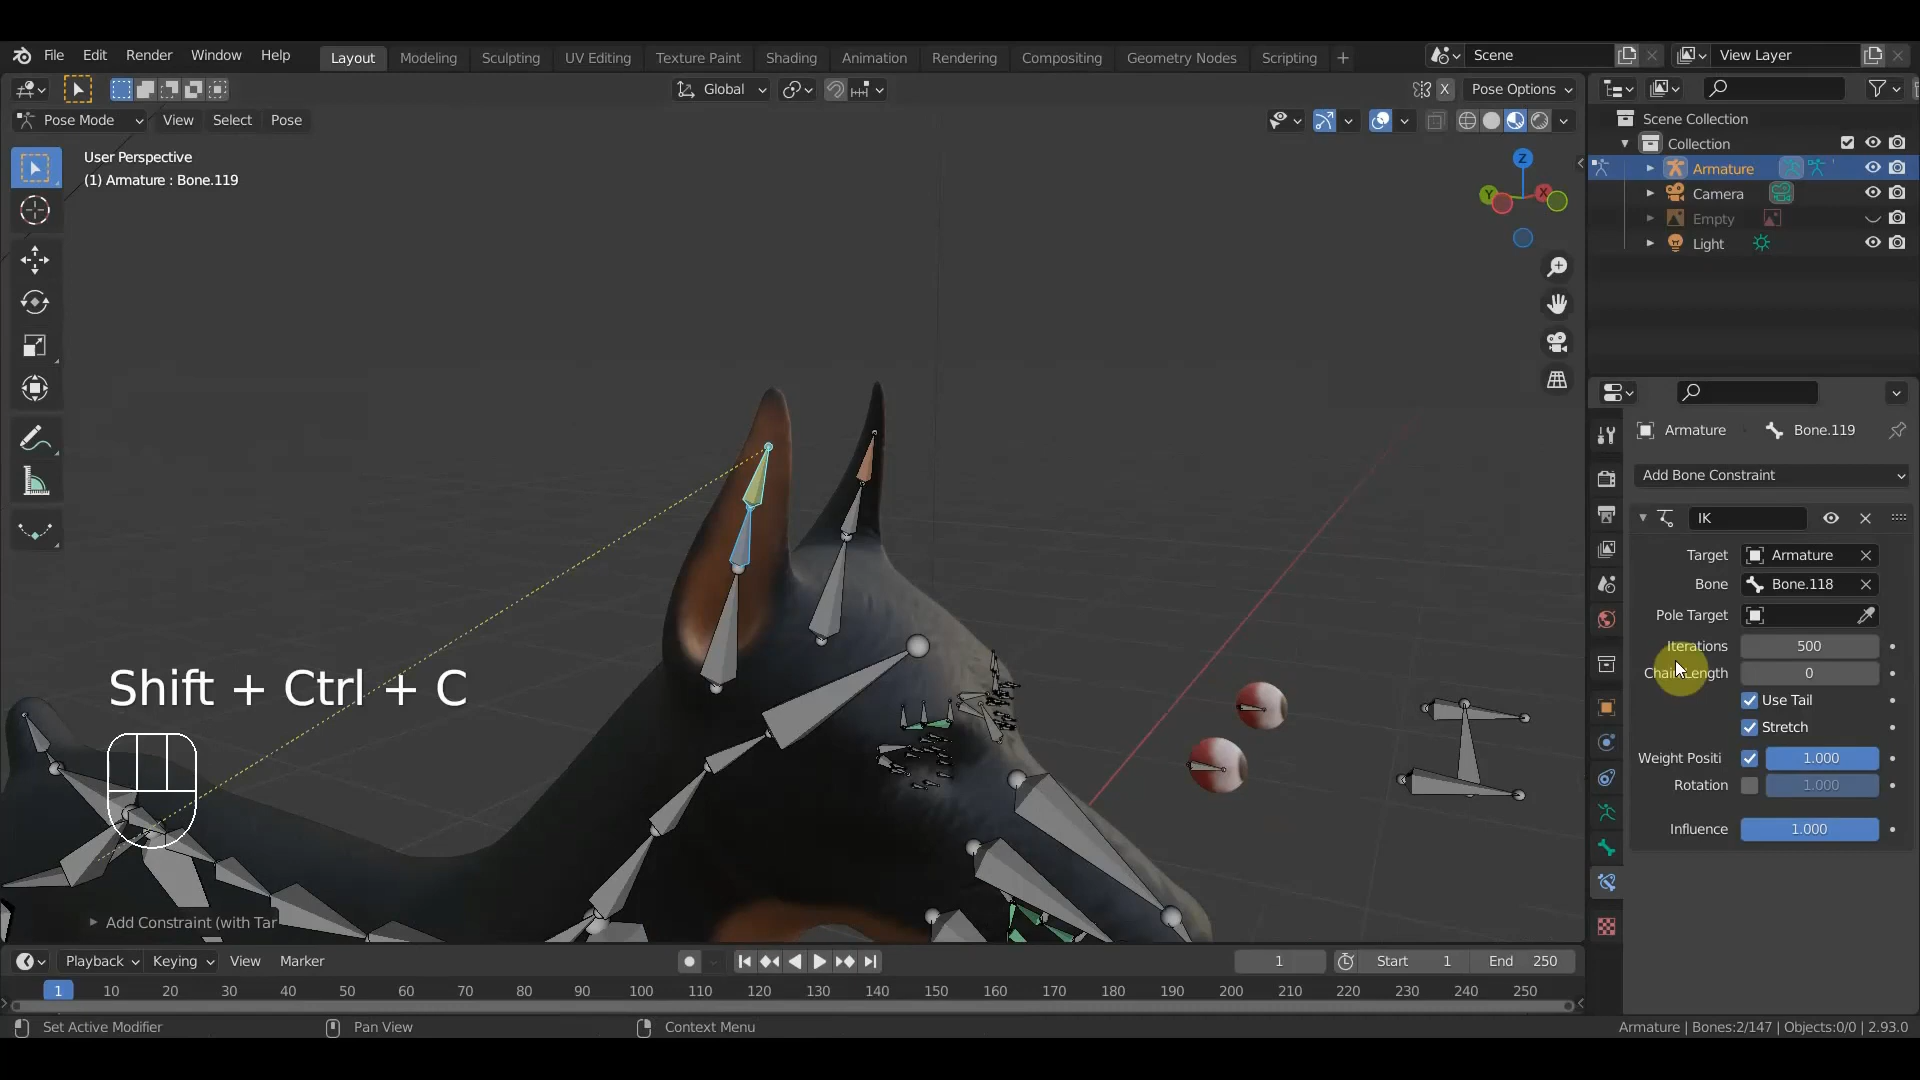 File Edit Render Window Help Layout Modeling Sculpting UV Editing Texture Paint Shading Animation Rendering Compositing Geometry Nodes Scripting + Scene View Layer
Global X Pose Options
Pose Mode View Select Pose
User Perspective
(1) Armature : Bone.119
Z
Y X
Scene Collection
Collection
Armature
Camera
Empty
Light
Armature Bone.119
Add Bone Constraint
IK
Target Armature
Bone Bone.118
Pole Target
Iterations 500
Chain Length 0
Use Tail
Stretch
Weight Positi 1.000
Rotation 1.000
Influence 1.000
Shift + Ctrl + C
Add Constraint (with Tar
Playback Keying View Marker 1 Start 1 End 250
1 10 20 30 40 50 60 70 80 90 100 110 120 130 140 150 160 170 180 190 200 210 220 230 240 250
Set Active Modifier Pan View Context Menu Armature | Bones:2/147 | Objects:0/0 | 2.93.0